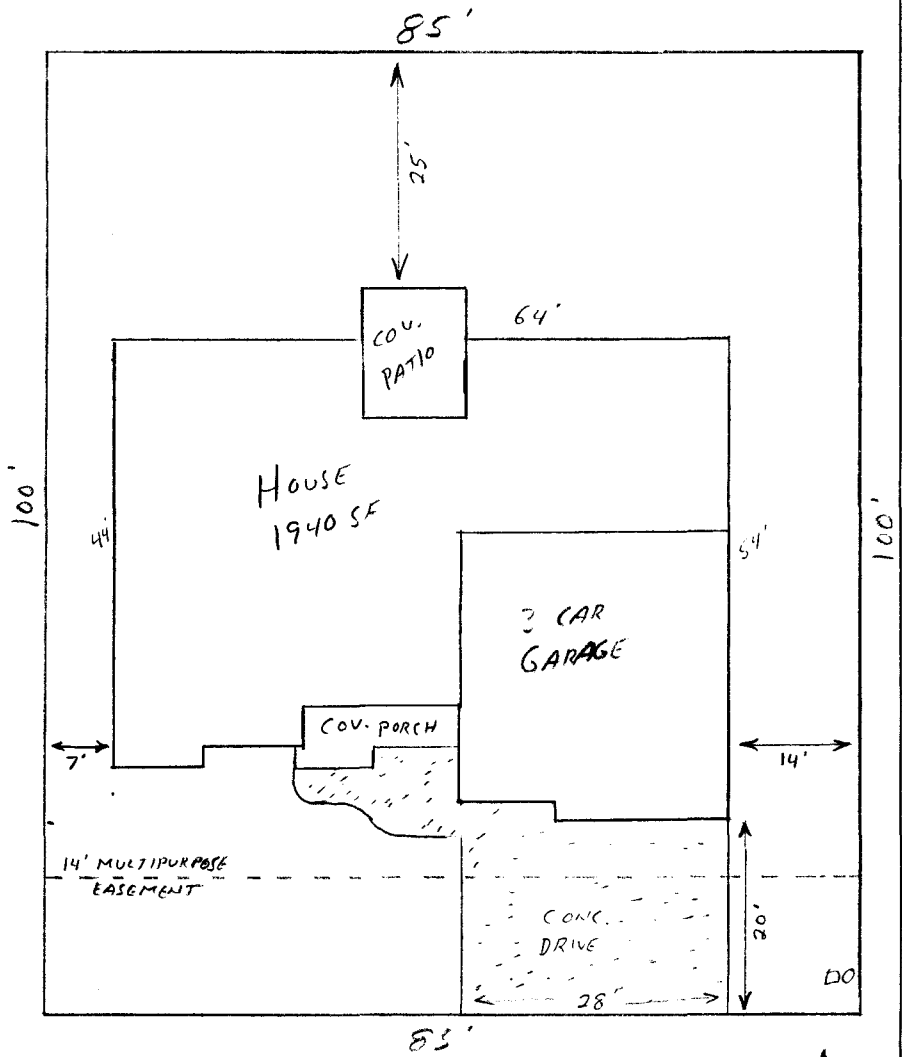 85'
25'
64'
COV.
PATIO
100'
44'
HOUSE
1940 SF
54'
100'
CAR
GARAGE
COV. PORCH
7'
14'
14' MULTIPURPOSE
EASEMENT
CONC.
DRIVE
20'
28'
85'